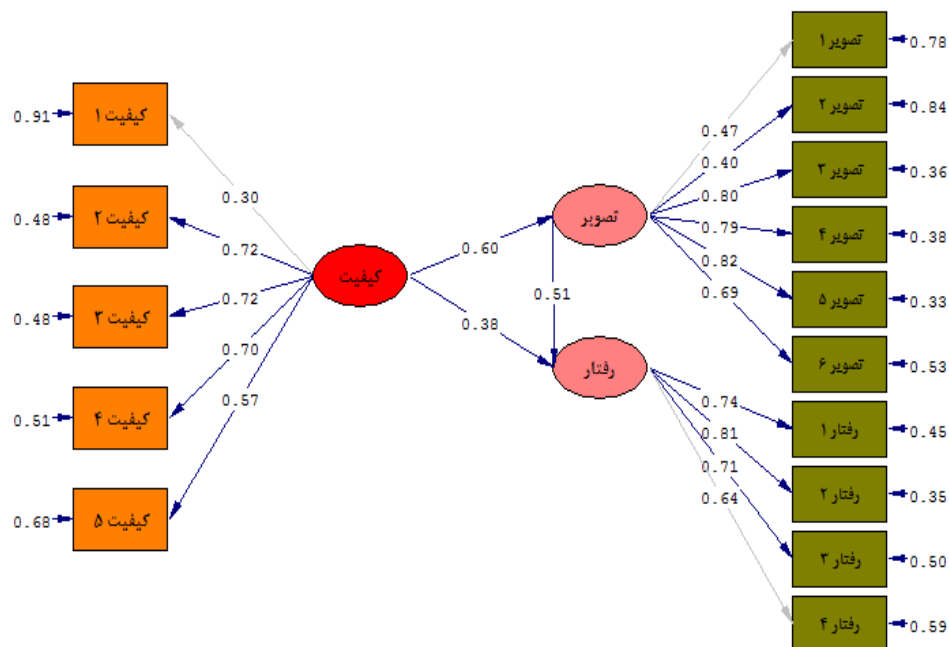 تصویر ۱
0.78
تصویر ۲
0.84
تصویر ۳
0.36
تصویر ۴
0.38
تصویر ۵
0.33
تصویر ۶
0.53
رفتار ۱
0.45
رفتار ۲
0.35
رفتار ۳
0.50
رفتار ۴
0.59
0.47
0.40
0.80
0.79
0.82
0.69
0.74
0.81
0.71
0.64
تصویر
رفتار
0.60
0.51
0.38
کیفیت
0.30
0.72
0.72
0.70
0.57
کیفیت ۱
0.91
کیفیت ۲
0.48
کیفیت ۳
0.48
کیفیت ۴
0.51
کیفیت ۵
0.68